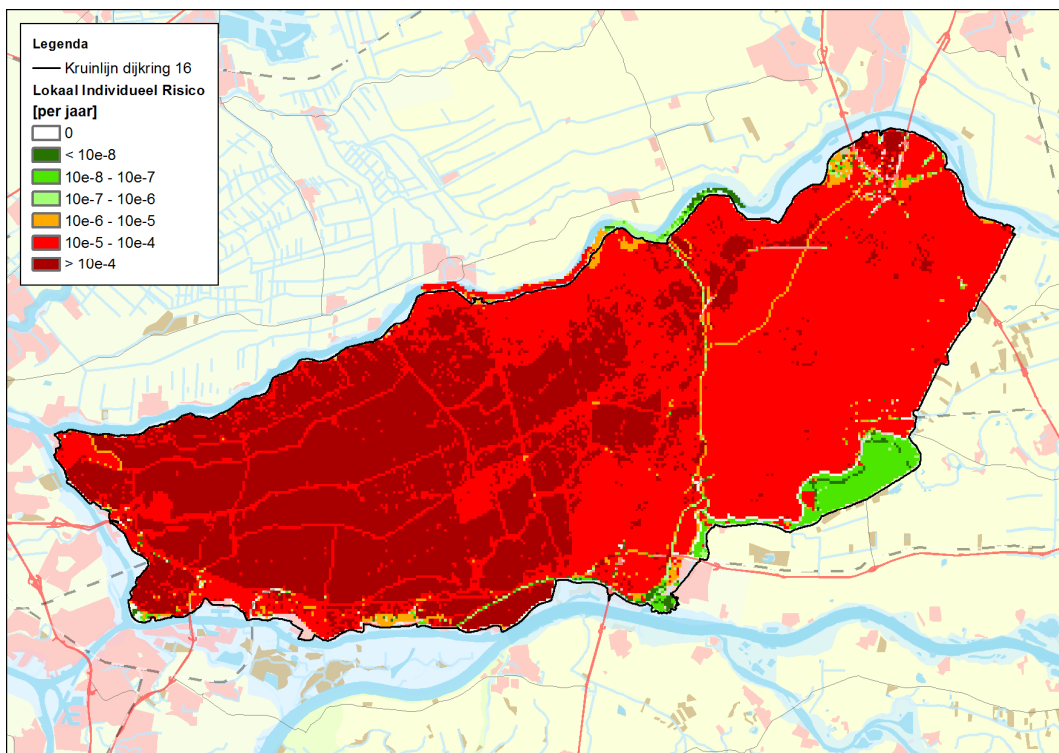 Legenda
Kruinlijn dijkring 16
Lokaal Individueel Risico
[per jaar]
0
< 10e-8
10e-8 - 10e-7
10e-7 - 10e-6
10e-6 - 10e-5
10e-5 - 10e-4
> 10e-4